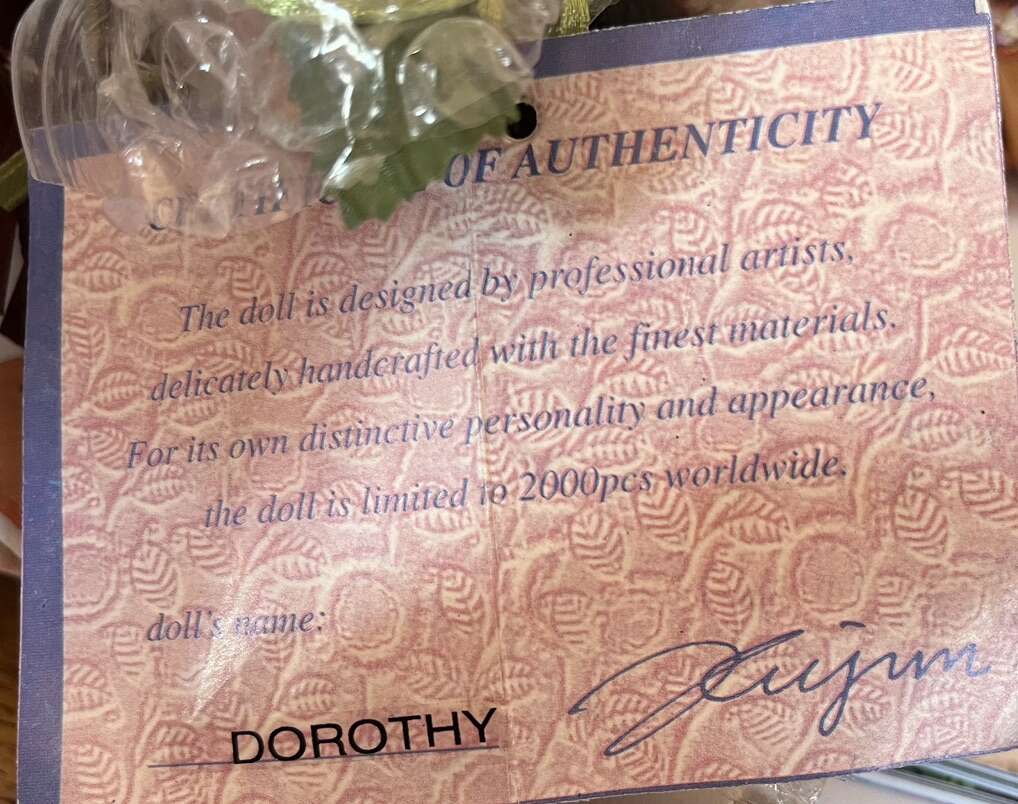 OF AUTHENTICITY
The doll is designed by professional artists,
delicately handcrafted with the finest materials.
For its own distinctive personality and appearance,
the doll is limited to 2000pcs worldwide.
doll's name:
DOROTHY